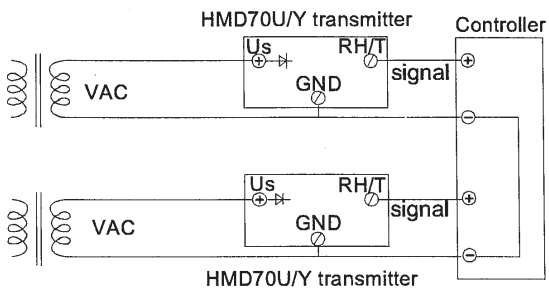 HMD70U/Y transmitter
Controller
Us
RH/T
signal
GND
VAC
Us
RH/T
signal
GND
VAC
HMD70U/Y transmitter